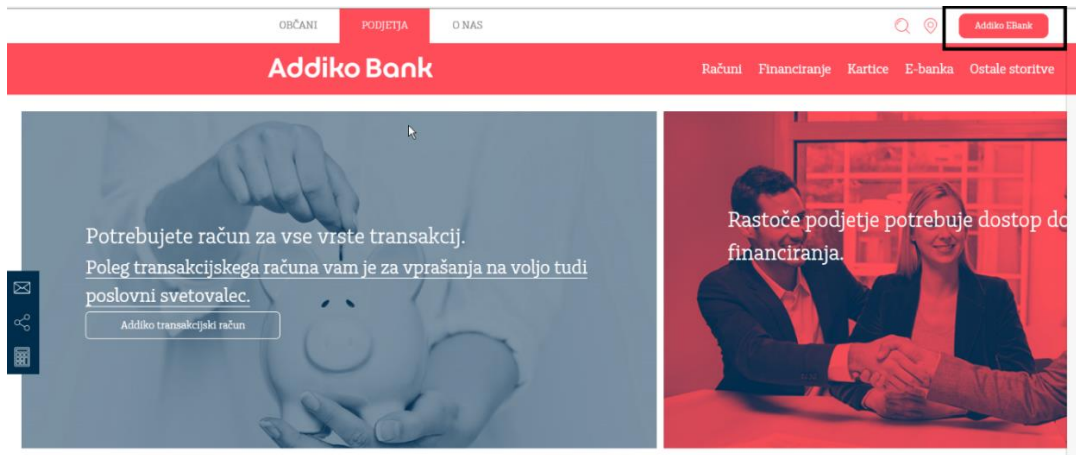 OBČANI PODJETJA O NAS Addiko EBank
Addiko Bank Računi Financiranje Kartice E-banka Ostale storitve
Potrebujete račun za vse vrste transakcij.
Poleg transakcijskega računa vam je za vprašanja na voljo tudi
poslovni svetovalec.
Addiko transakcijski račun
Rastoče podjetje potrebuje dostop do
financiranja.